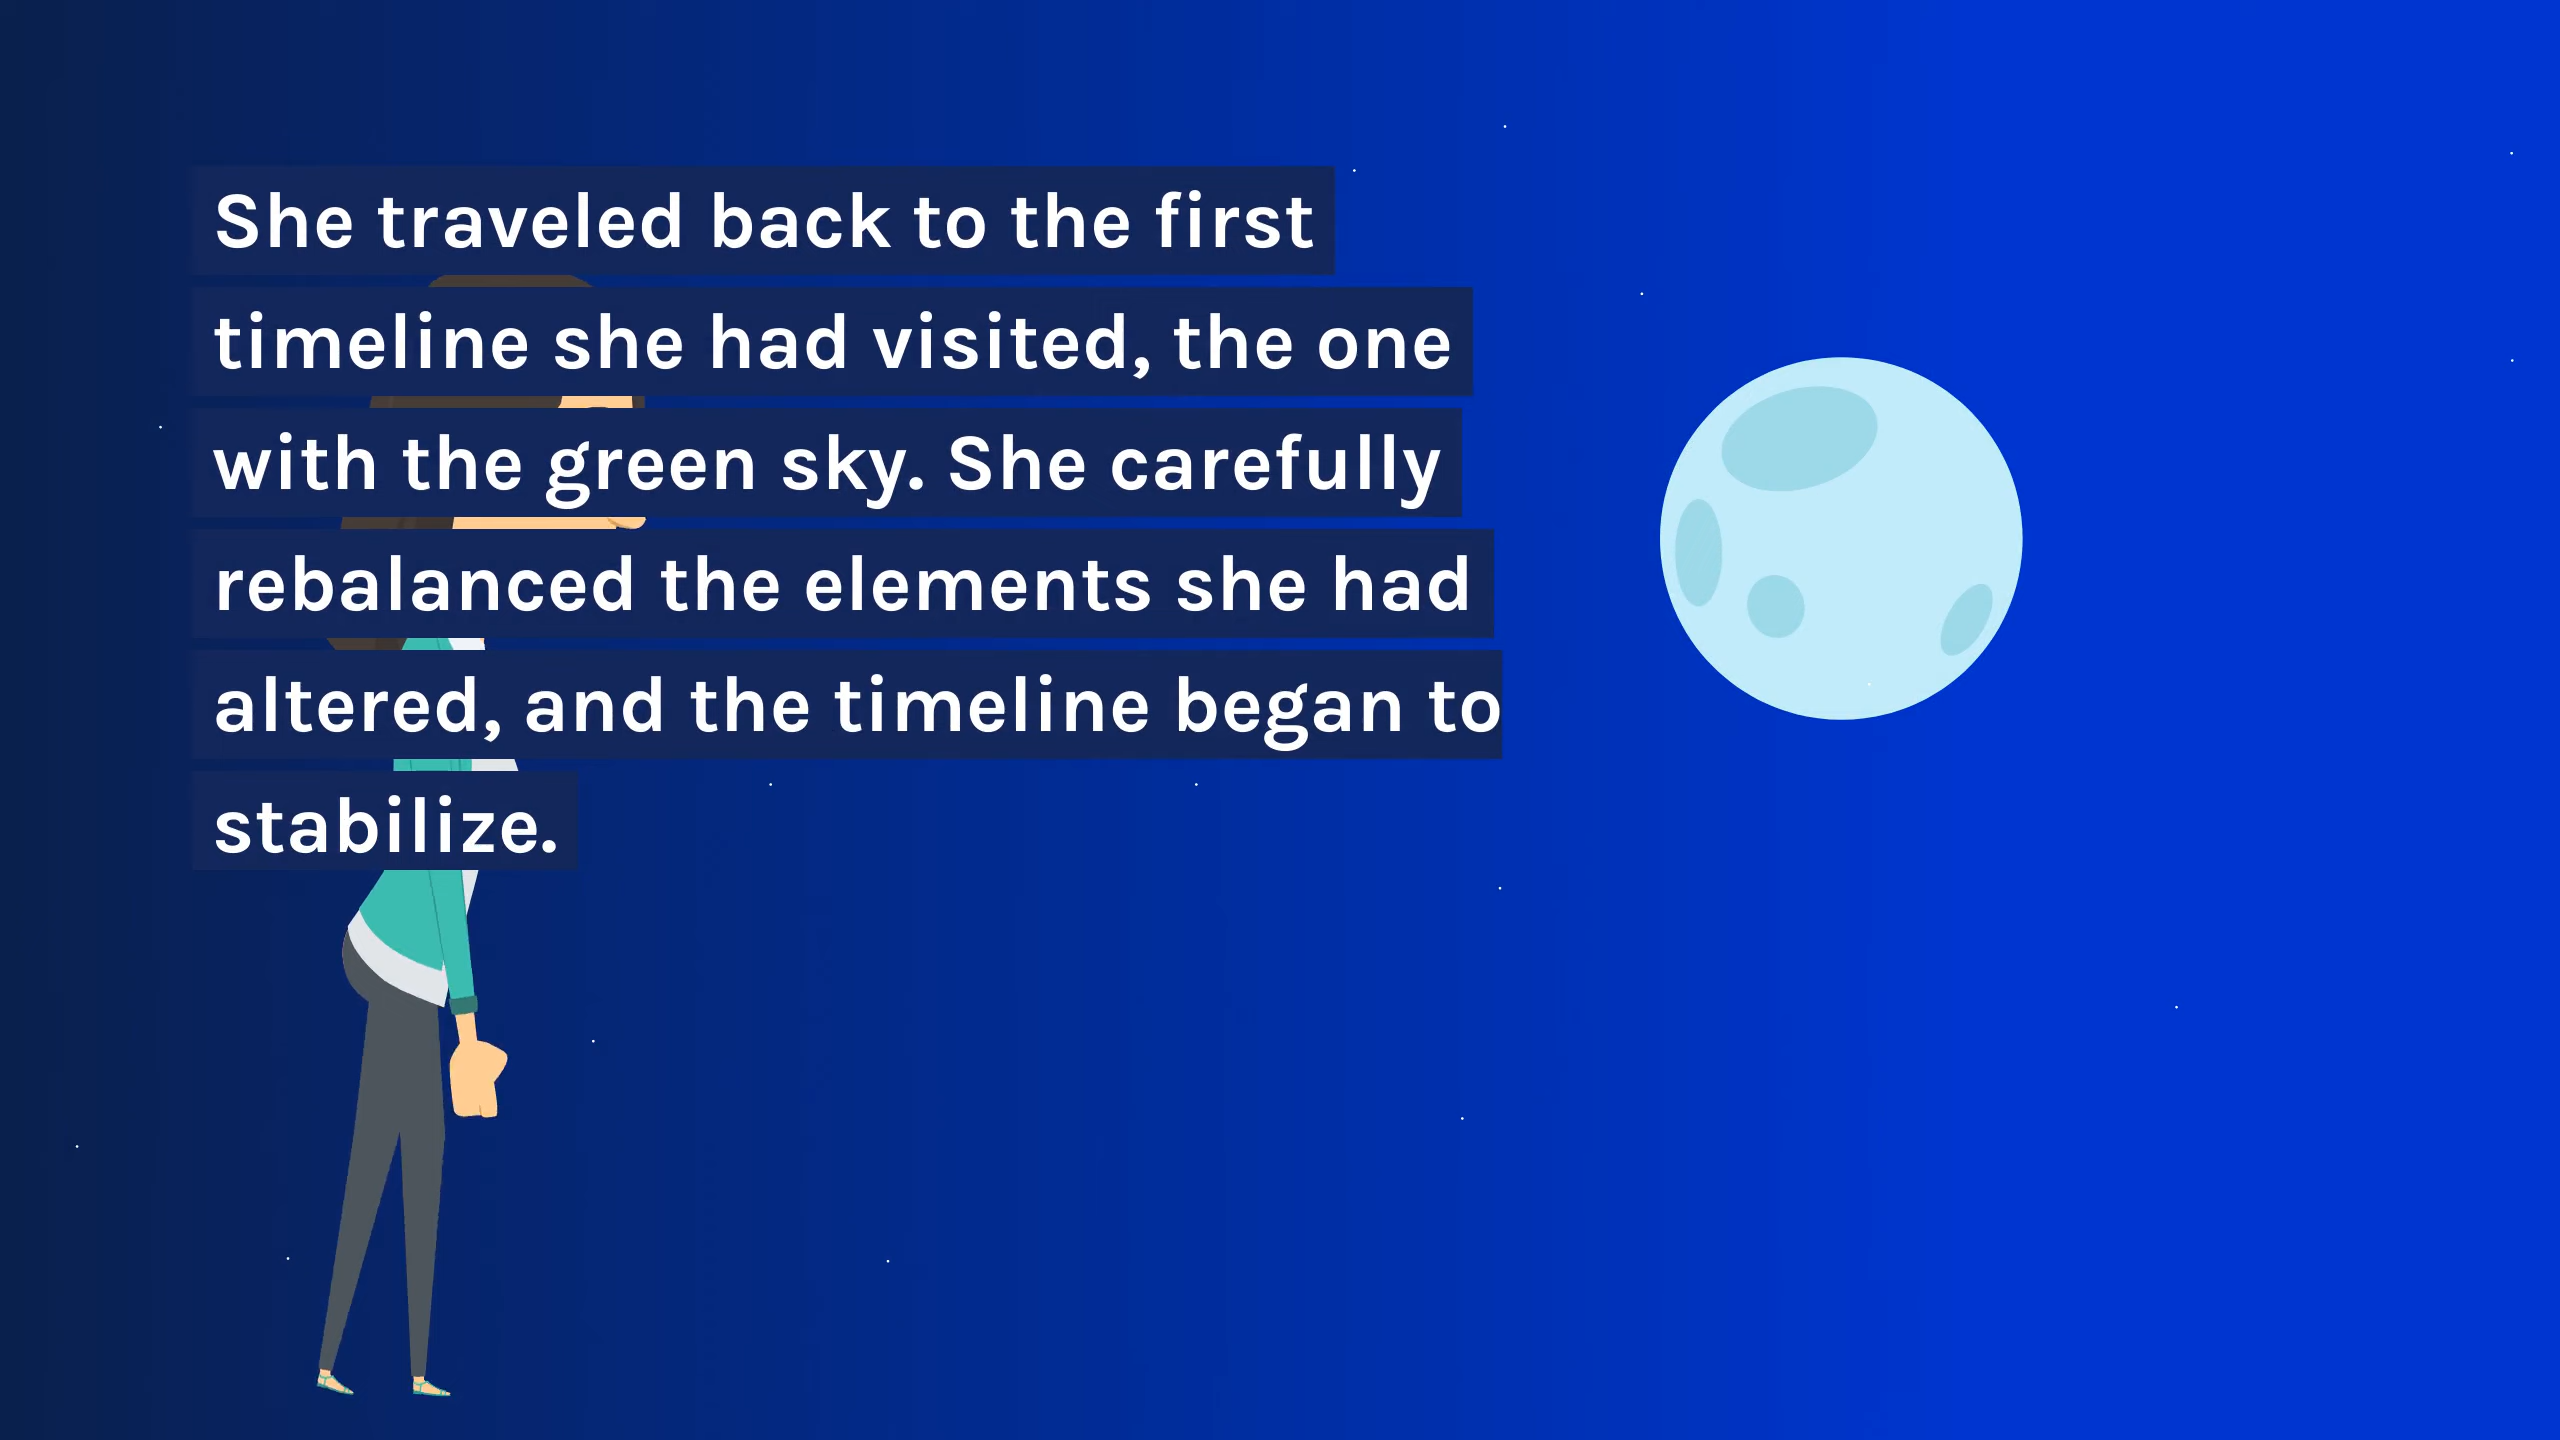 She traveled back to the first
timeline she had visited, the one
with the green sky. She carefully
rebalanced the elements she had
altered, and the timeline began to
stabilize.